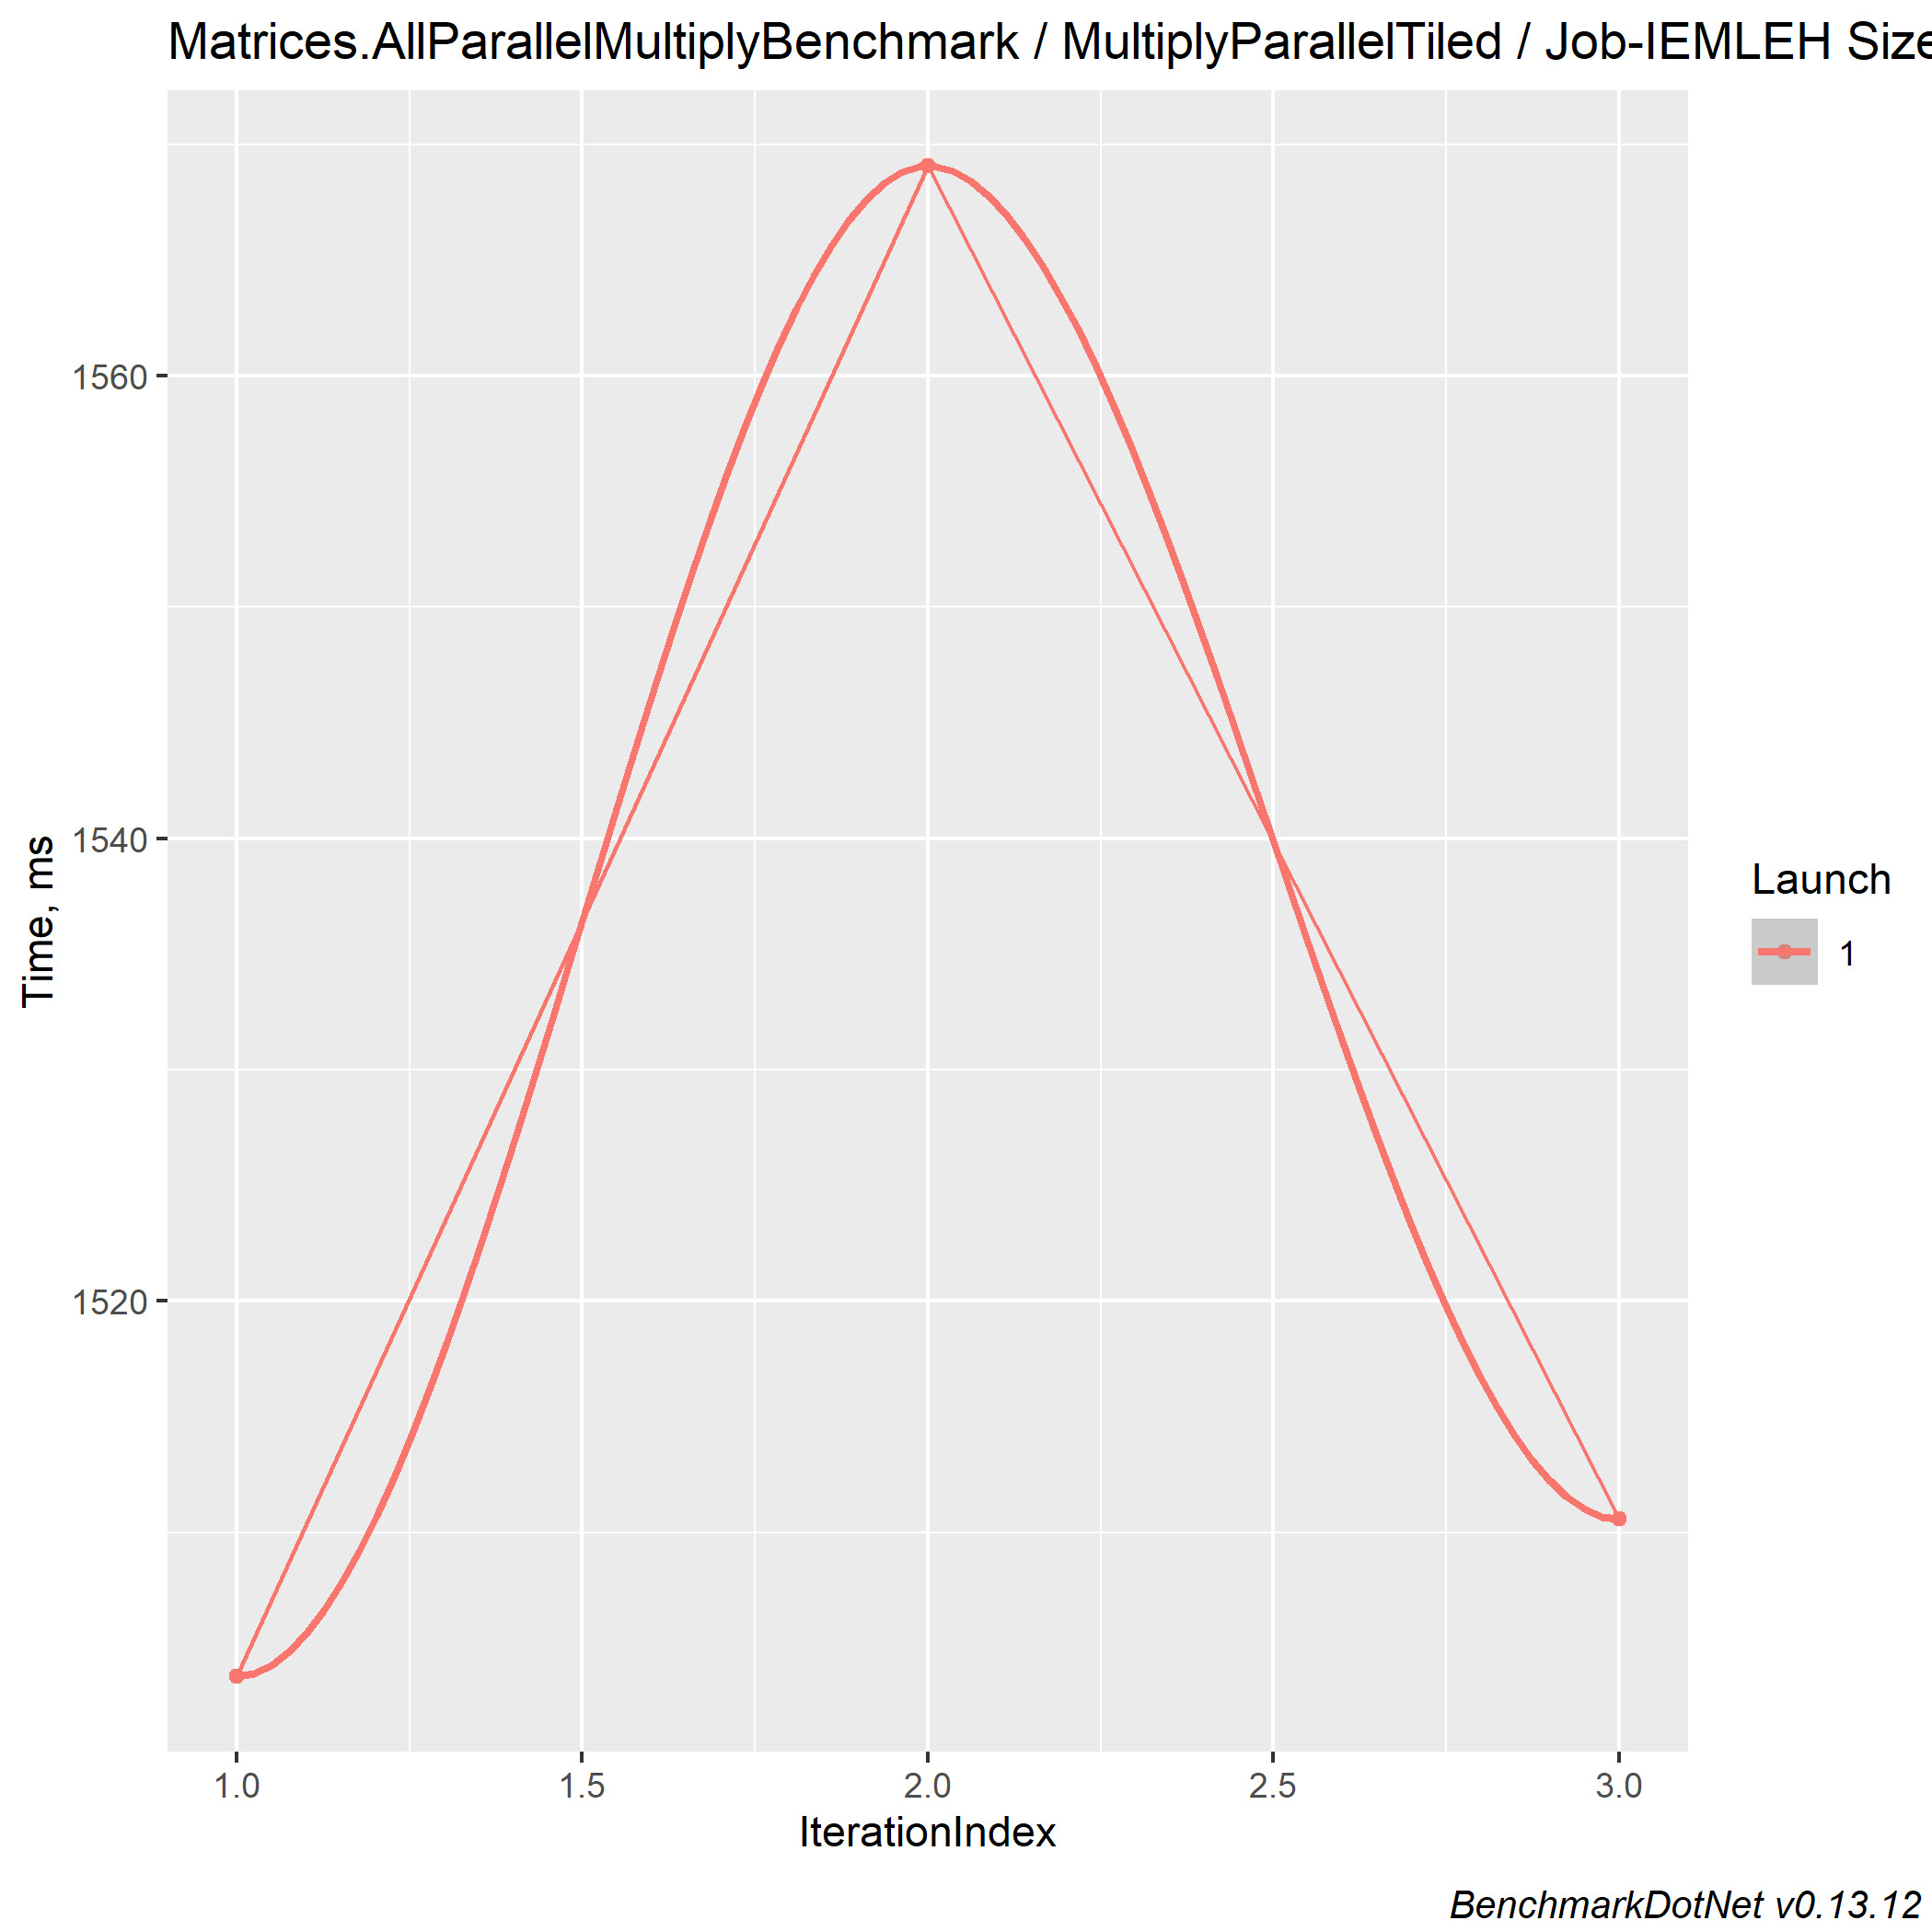 Matrices.AllParallelMultiplyBenchmark / MultiplyParallelTiled / Job-IEMLEH Size
1560
1540
1520
Time, ms
1.0 1.5 2.0 2.5 3.0
IterationIndex
Launch
1
BenchmarkDotNet v0.13.12